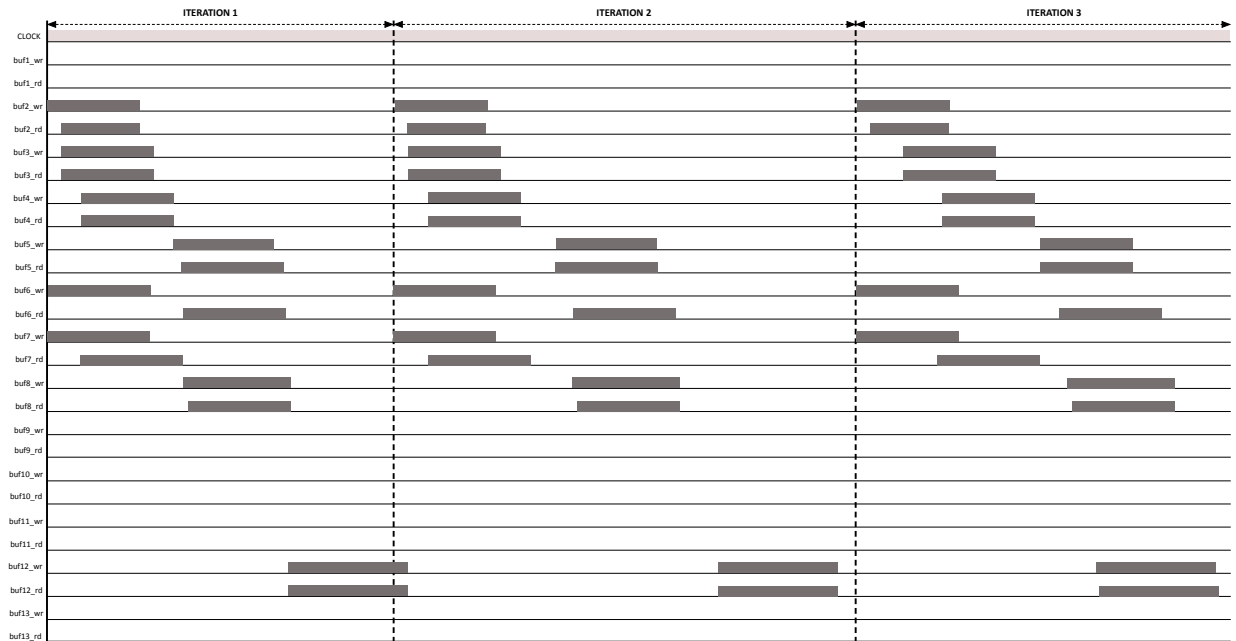 ITERATION 1 ITERATION 2 ITERATION 3
CLOCK
buf1_wr
buf1_rd
buf2_wr
buf2_rd
buf3_wr
buf3_rd
buf4_wr
buf4_rd
buf5_wr
buf5_rd
buf6_wr
buf6_rd
buf7_wr
buf7_rd
buf8_wr
buf8_rd
buf9_wr
buf9_rd
buf10_wr
buf10_rd
buf11_wr
buf11_rd
buf12_wr
buf12_rd
buf13_wr
buf13_rd